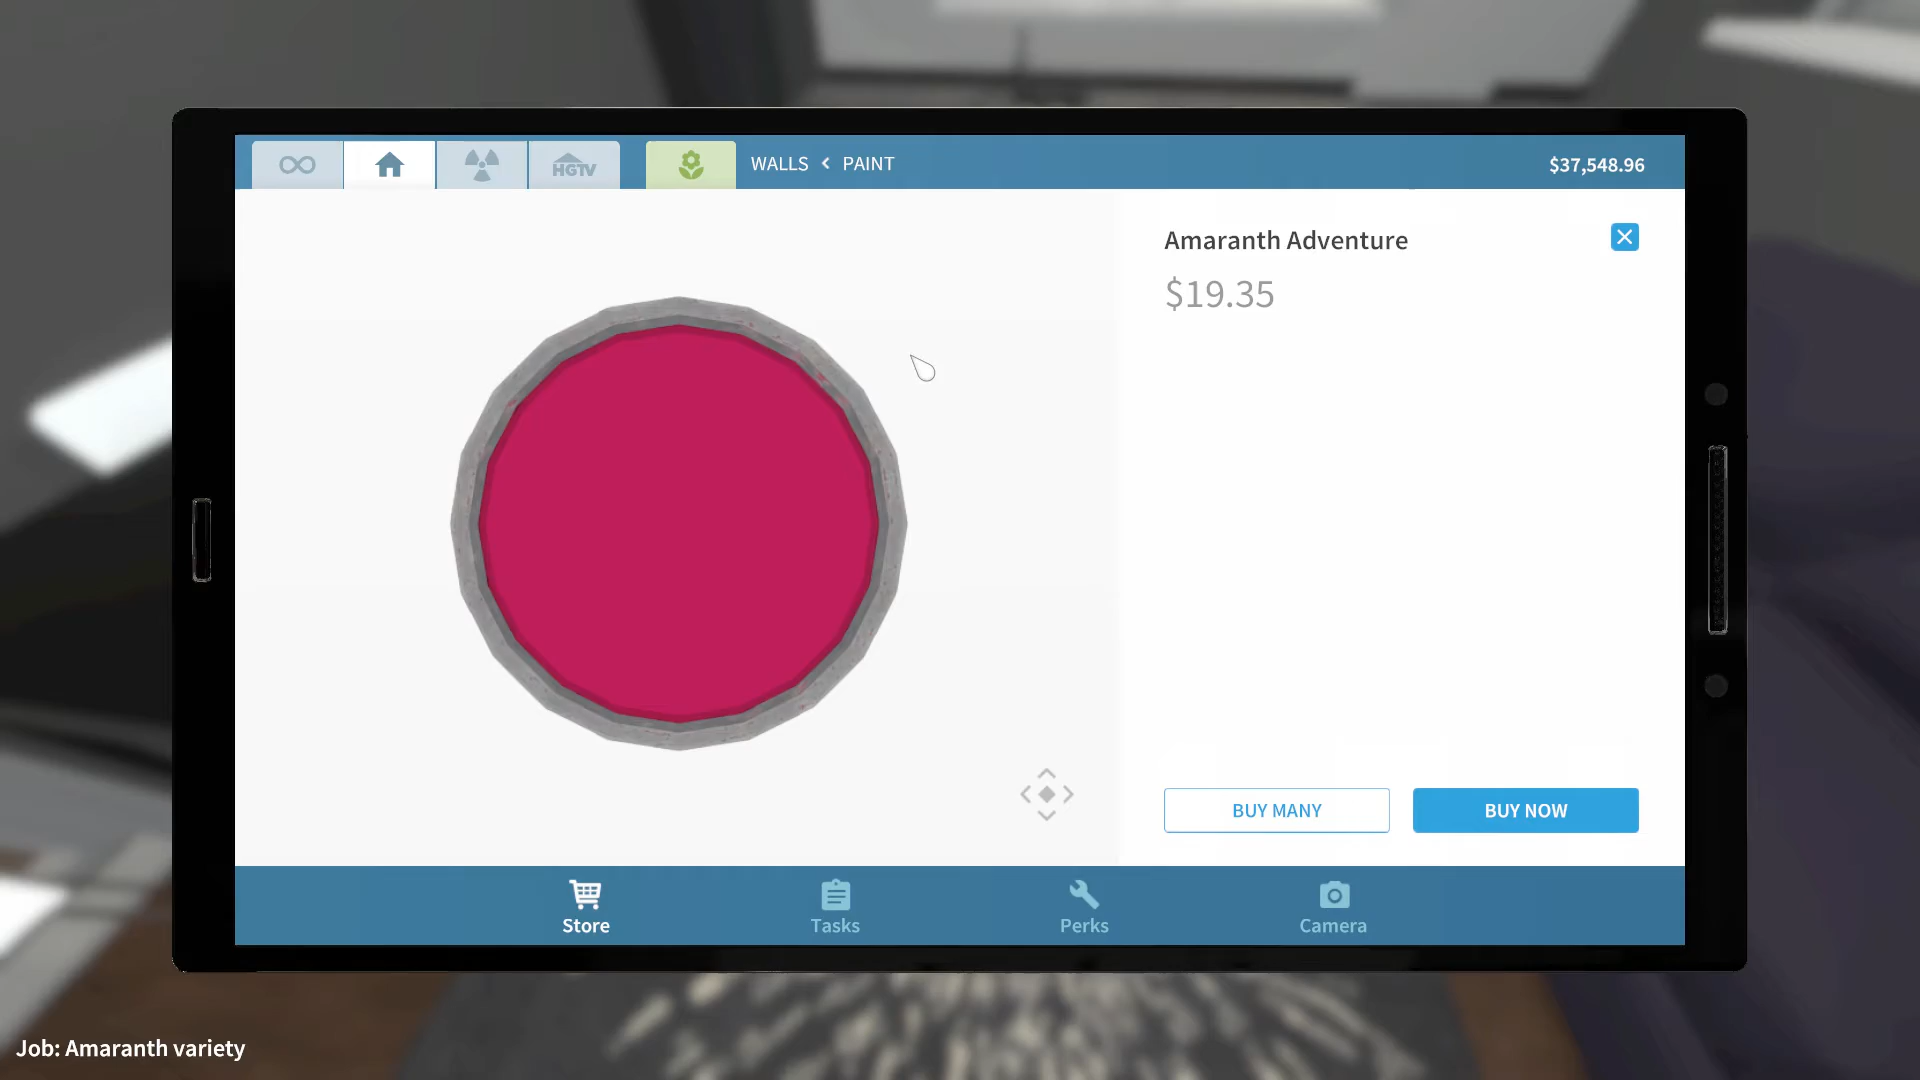 HGTV
WALLS < PAINT
$37,548.96
Amaranth Adventure
$19.35
BUY MANY
BUY NOW
Store
Tasks
Perks
Camera
Job: Amaranth variety